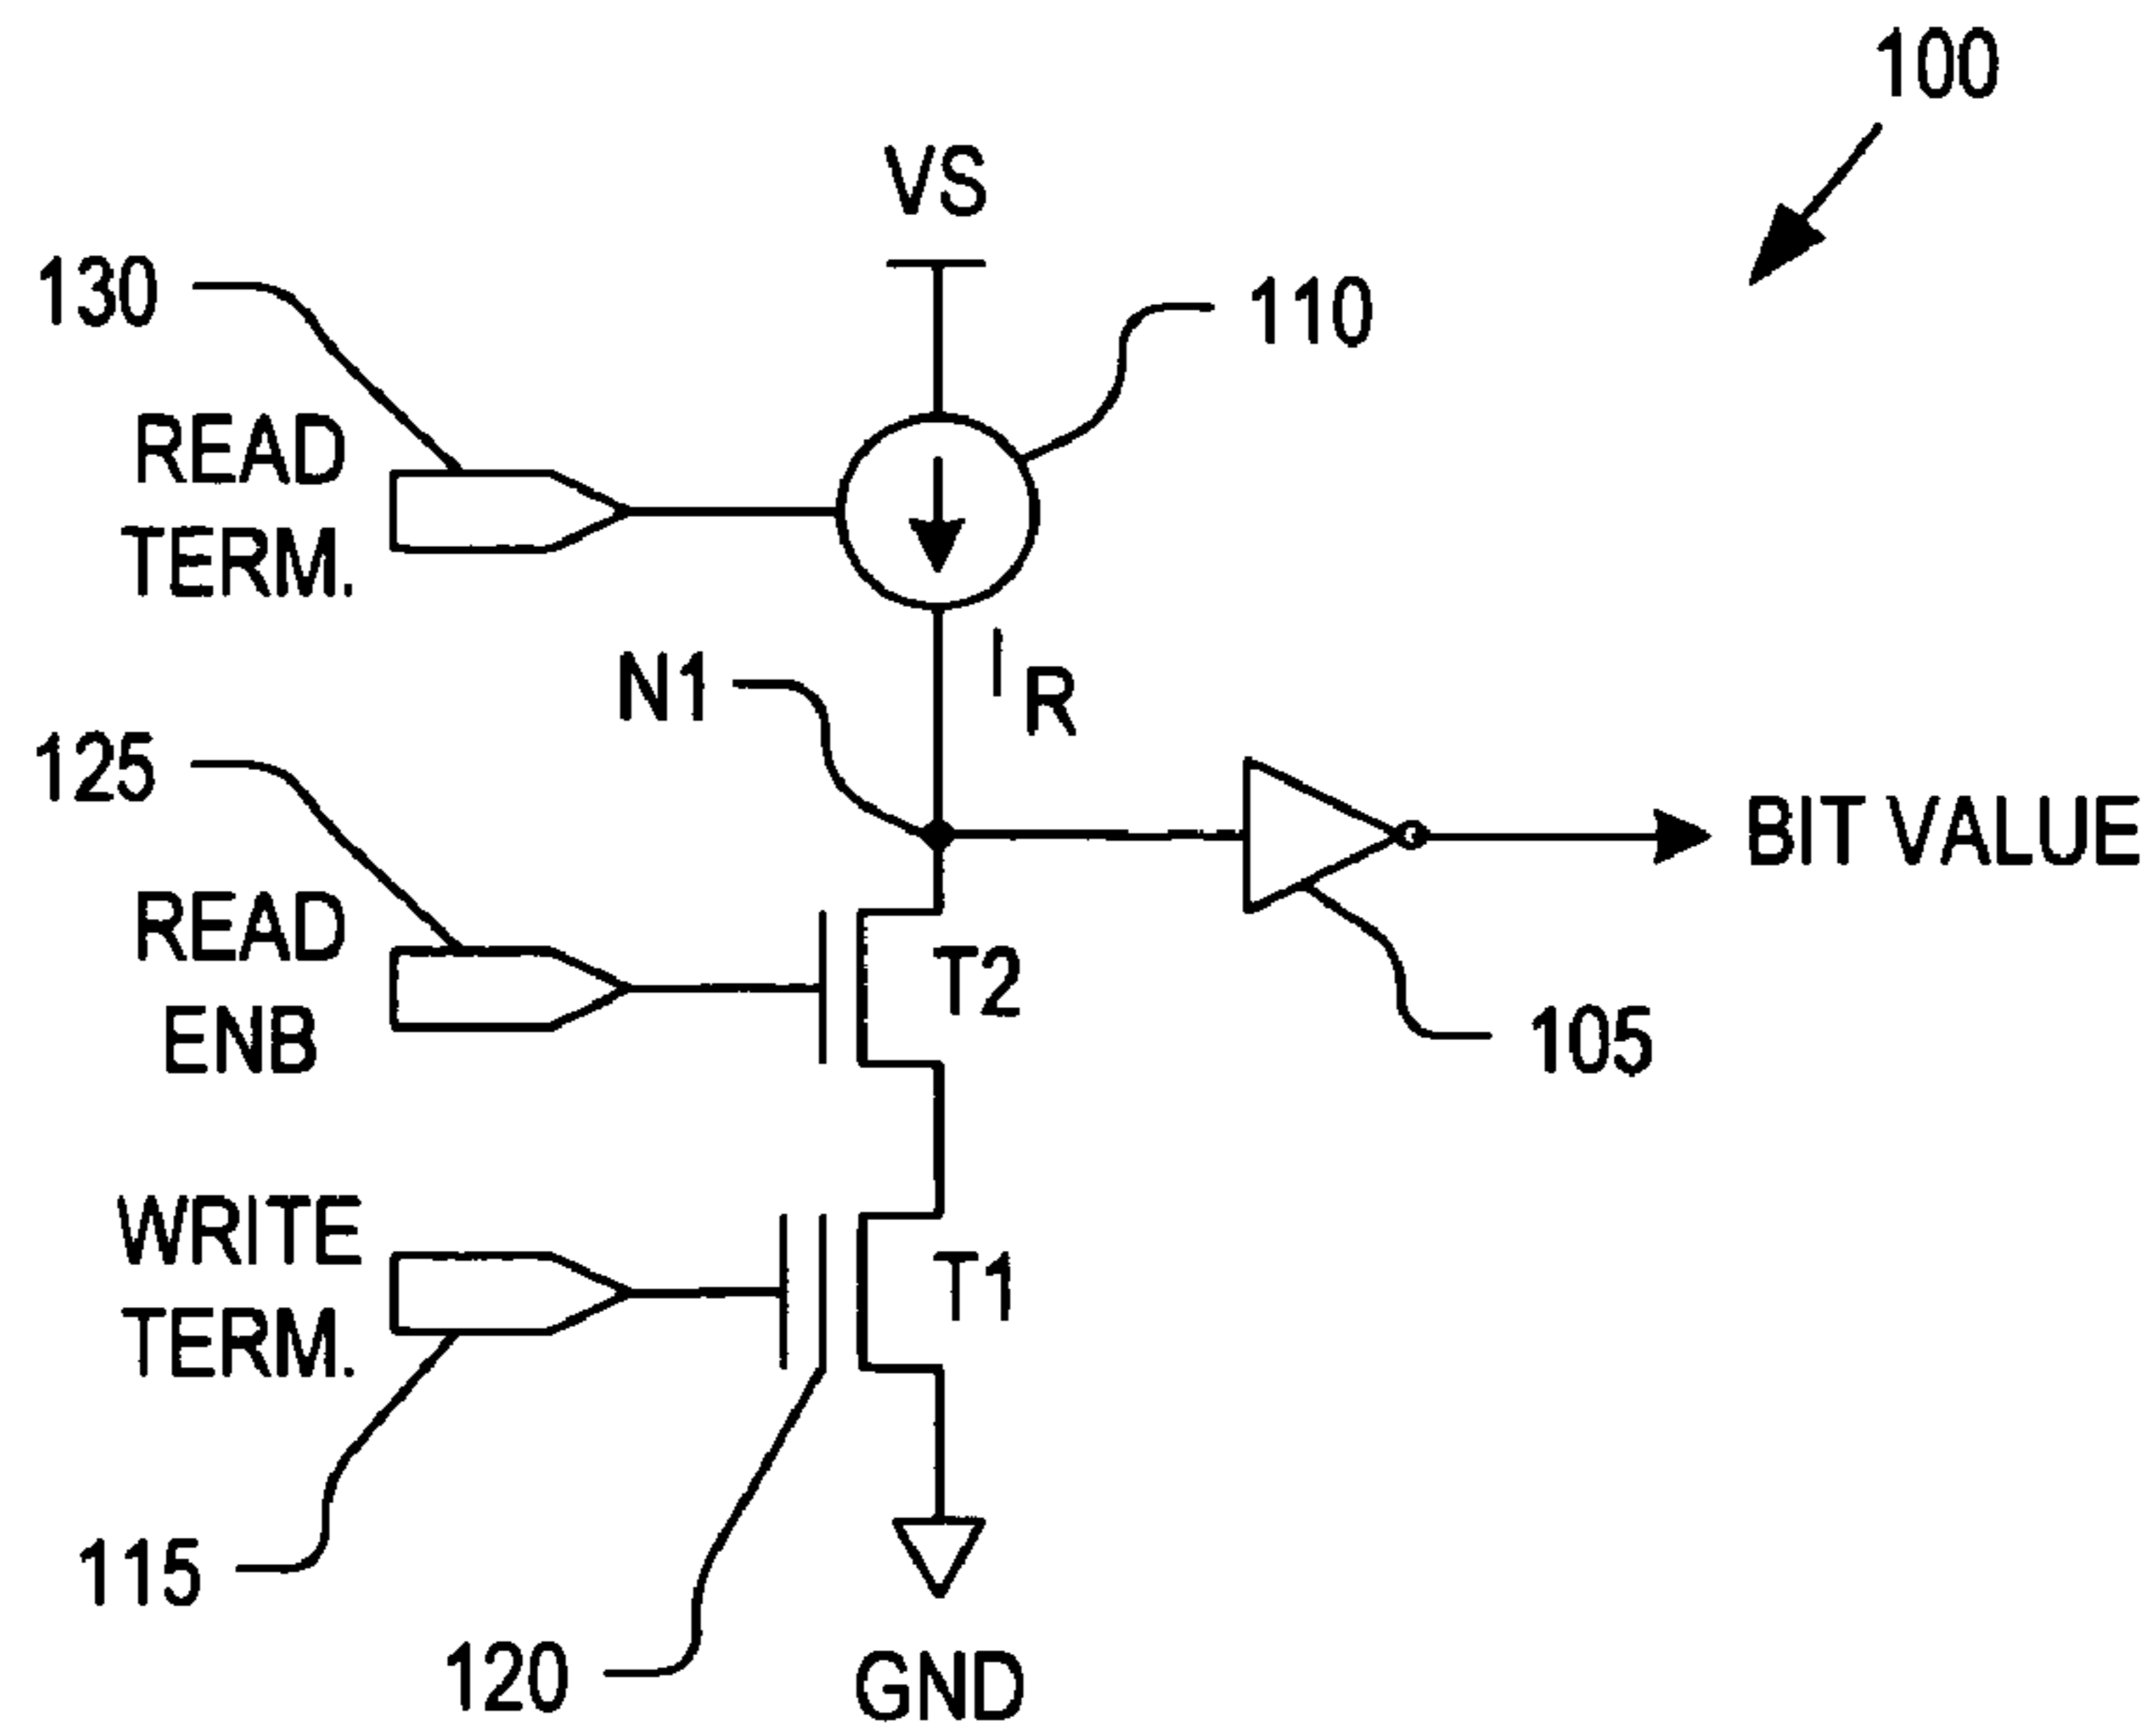 100
VS
130
110
READ
TERM.
I R
N1
125
BIT VALUE
READ
ENB
T2
105
WRITE
TERM.
T1
115
120
GND